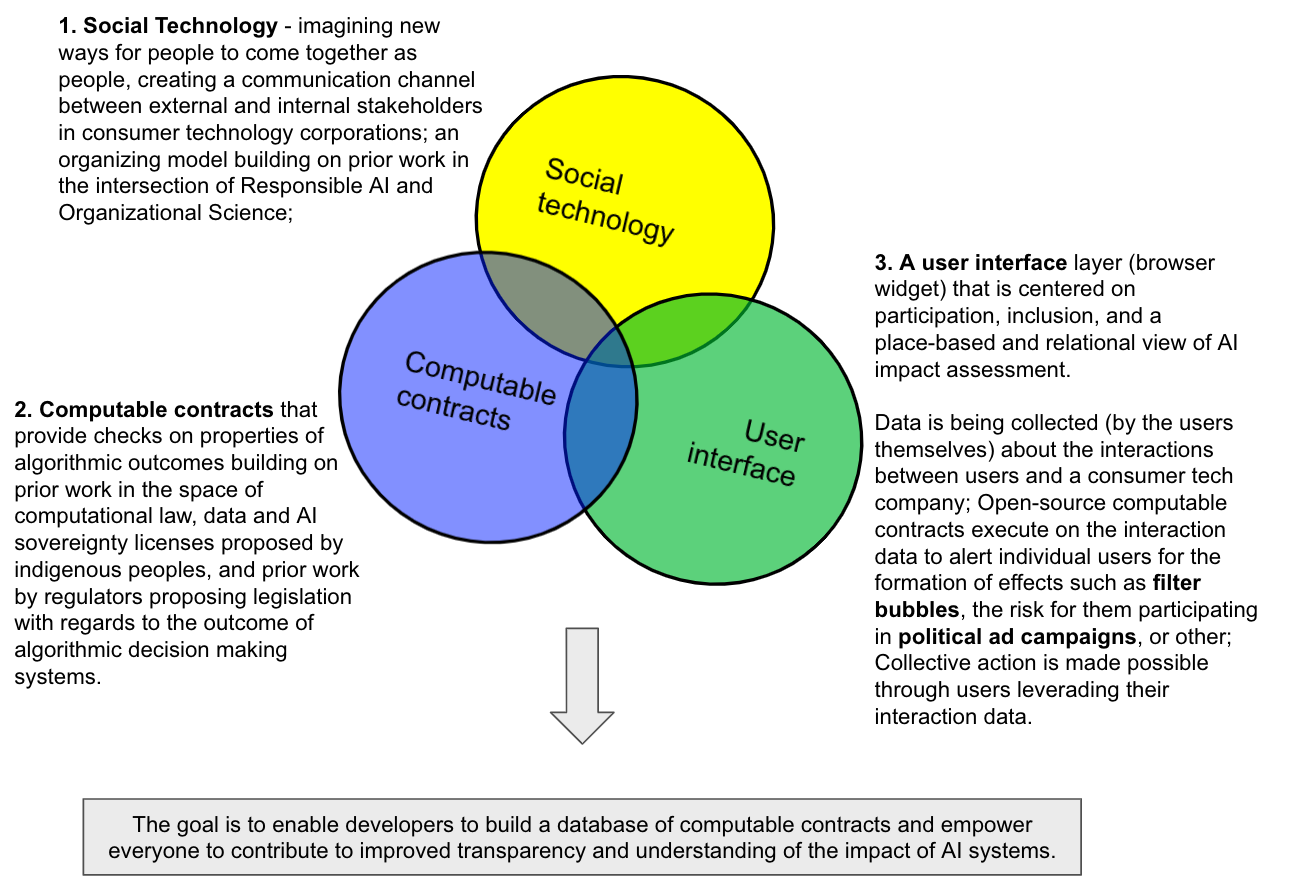 1. Social Technology - imagining new
ways for people to come together as
people, creating a communication channel
between external and internal stakeholders
in consumer technology corporations; an
organizing model building on prior work in
the intersection of Responsible AI and
Organizational Science;
Social
technology
Computable
contracts
User
interface
2. Computable contracts that
provide checks on properties of
algorithmic outcomes building on
prior work in the space of
computational law, data and AI
sovereignty licenses proposed by
indigenous peoples, and prior work
by regulators proposing legislation
with regards to the outcome of
algorithmic decision making
systems.
3. A user interface layer (browser
widget) that is centered on
participation, inclusion, and a
place-based and relational view of AI
impact assessment.
Data is being collected (by the users
themselves) about the interactions
between users and a consumer tech
company; Open-source computable
contracts execute on the interaction
data to alert individual users for the
formation of effects such as filter
bubbles, the risk for them participating
in political ad campaigns, or other;
Collective action is made possible
through users leverading their
interaction data.
The goal is to enable developers to build a database of computable contracts and empower
everyone to contribute to improved transparency and understanding of the impact of AI systems.